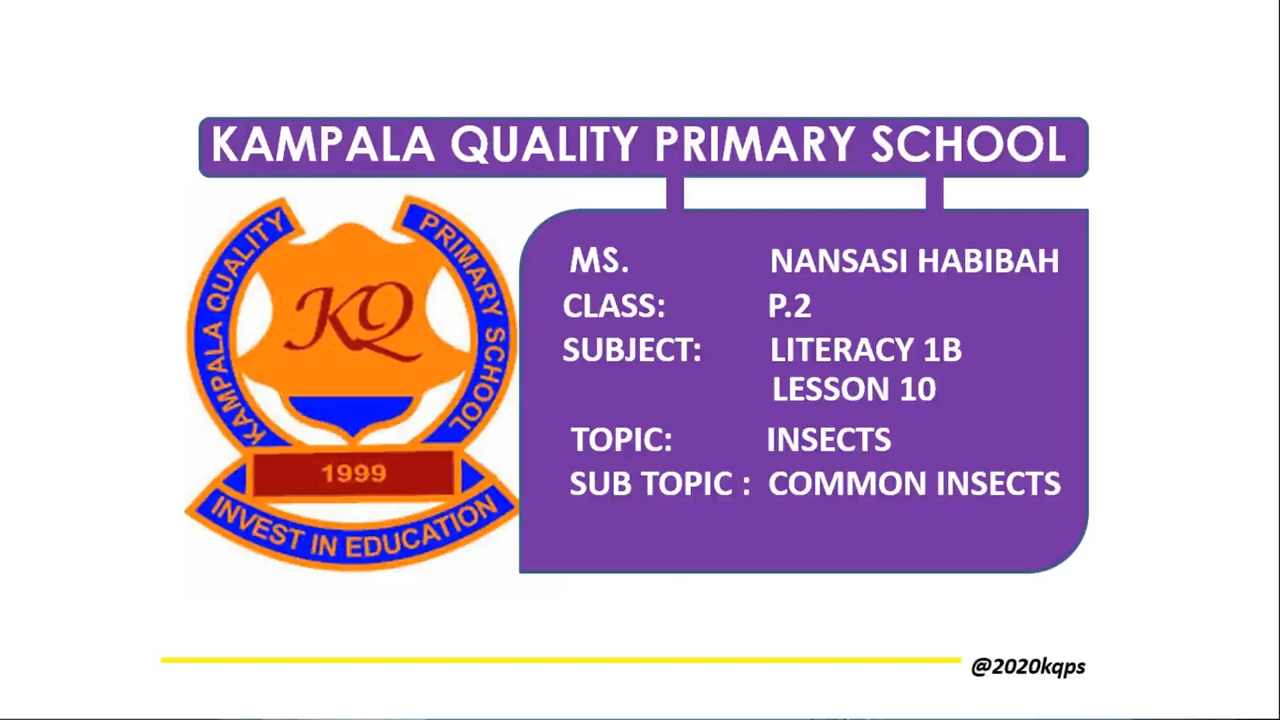 KAMPALA QUALITY PRIMARY SCHOOL
KAMPALA QUALITY
PRIMARY SCHOOL
KQ
1999
INVEST IN EDUCATION
MS. NANSASI HABIBAH
CLASS: P.2
SUBJECT: LITERACY 1B
LESSON 10
TOPIC: INSECTS
SUB TOPIC : COMMON INSECTS
@2020kqps